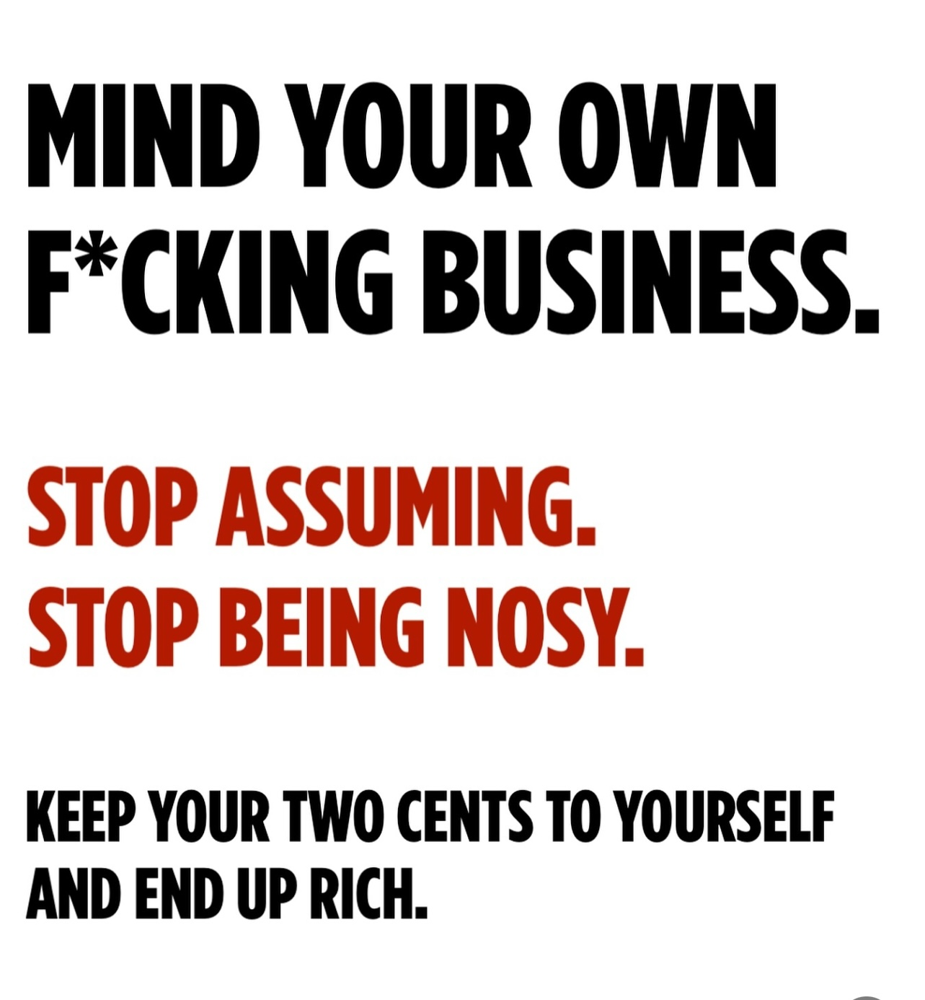 MIND YOUR OWN
F*CKING BUSINESS.
STOP ASSUMING.
STOP BEING NOSY.
KEEP YOUR TWO CENTS TO YOURSELF
AND END UP RICH.